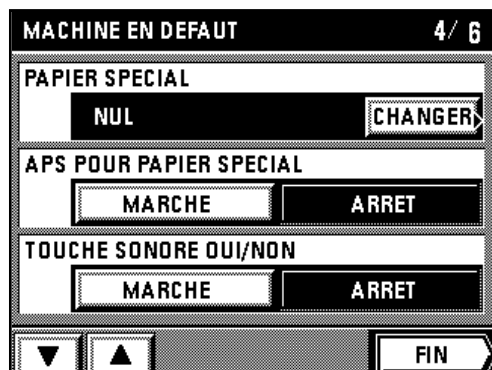 MACHINE EN DEFAUT 4/ 6
PAPIER SPECIAL
NUL CHANGER
APS POUR PAPIER SPECIAL
MARCHE ARRET
TOUCHE SONORE OUI/NON
MARCHE ARRET
FIN